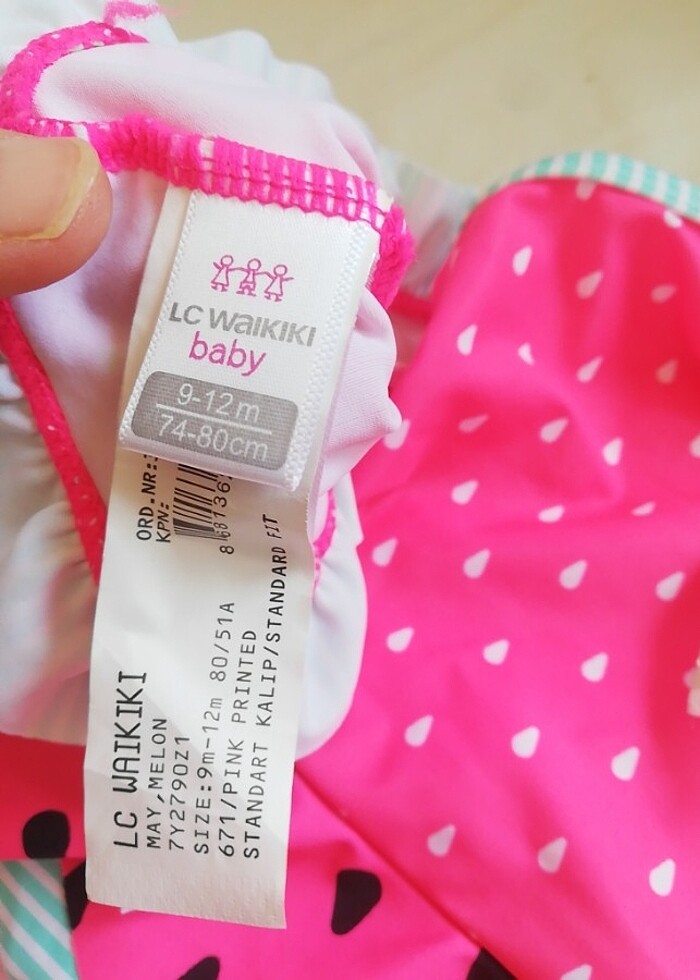 LC WAIKIKI
baby
9-12m
74-80cm
ORD.NR:
KPN:
LC WAIKIKI
MAY,MELON
7Y2790Z1
SIZE:9m-12m 80/51A
671/PINK PRINTED
STANDART KALIP/STANDARD FIT